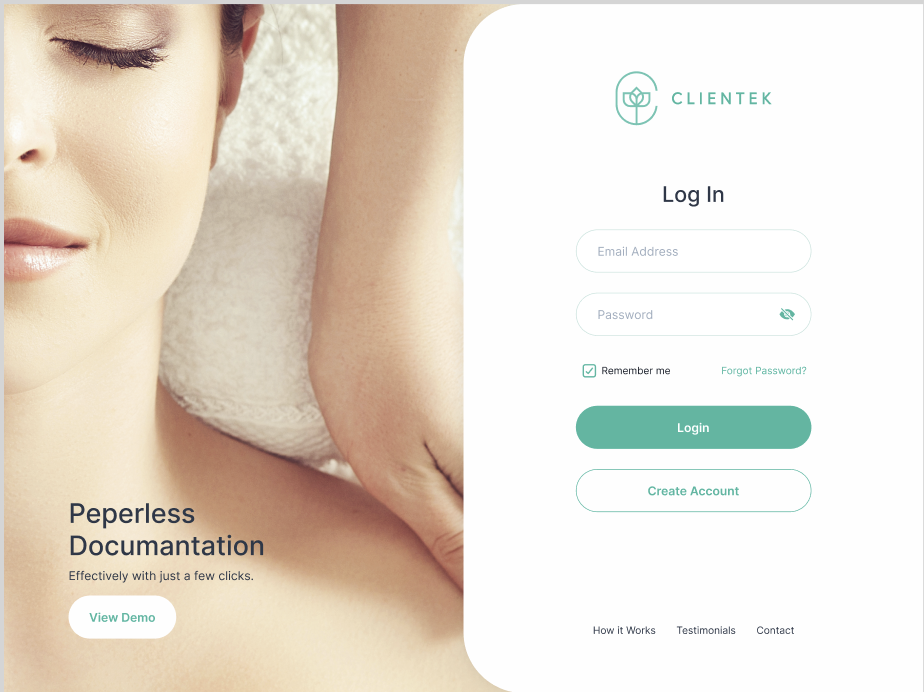 CLIENTEK
Log In
Email Address
Password
Remember me
Forgot Password?
Login
Create Account
Peperless
Documantation
Effectively with just a few clicks.
View Demo
How it Works
Testimonials
Contact